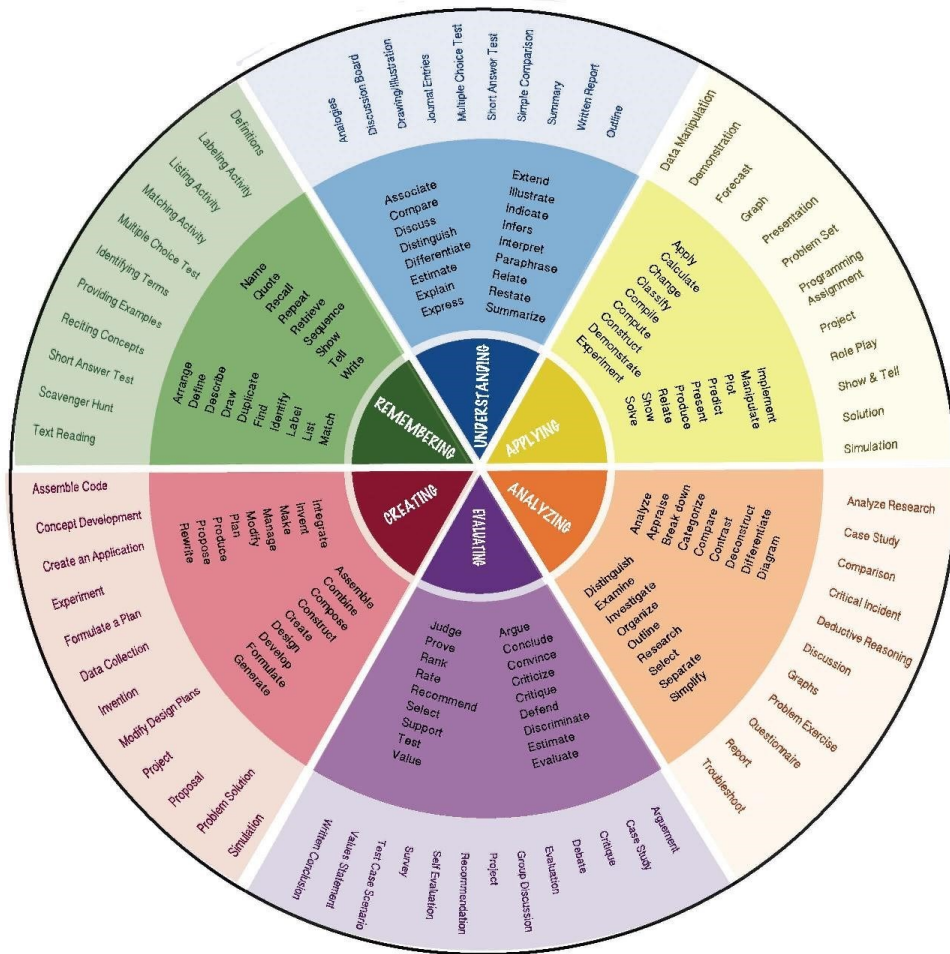 Analogies
Discussion Board
Drawing/Illustration
Journal Entries
Multiple Choice Test
Short Answer Test
Simple Comparison
Summary
Written Report
Outline
Associate
Compare
Discuss
Distinguish
Differentiate
Estimate
Explain
Express
Extend
Illustrate
Indicate
Infers
Interpret
Paraphrase
Relate
Restate
Summarize
UNDERSTANDING
Data Manipulation
Demonstration
Forecast
Graph
Presentation
Problem Set
Programming
Assignment
Project
Role Play
Show & Tell
Solution
Simulation
Apply
Calculate
Change
Classify
Compile
Compute
Construct
Demonstrate
Experiment
Implement
Manipulate
Plot
Predict
Present
Produce
Relate
Show
Solve
APPLYING
Analyze Research
Case Study
Comparison
Critical Incident
Deductive Reasoning
Discussion
Graphs
Problem Exercise
Questionnaire
Report
Troubleshoot
Analyze
Appraise
Break down
Categorize
Compare
Contrast
Deconstruct
Differentiate
Diagram
Distinguish
Examine
Investigate
Organize
Outline
Research
Select
Separate
Simplify
ANALYZING
Arguement
Case Study
Critique
Debate
Evaluation
Group Discussion
Project
Recommendation
Self Evaluation
Survey
Test Case Scenario
Values Statement
Written Conclusion
Argue
Conclude
Convince
Criticize
Critique
Defend
Discriminate
Estimate
Evaluate
Judge
Prove
Rank
Rate
Recommend
Select
Support
Test
Value
EVALUATING
Assemble Code
Concept Development
Create an Application
Experiment
Formulate a Plan
Data Collection
Invention
Modify Design Plans
Project
Proposal
Problem Solution
Simulation
Assemble
Combine
Compose
Construct
Create
Design
Develop
Formulate
Generate
Integrate
Invent
Make
Manage
Modify
Plan
Produce
Propose
Rewrite
CREATING
Definitions
Labeling Activity
Listing Activity
Matching Activity
Multiple Choice Test
Identifying Terms
Providing Examples
Reciting Concepts
Short Answer Test
Scavenger Hunt
Text Reading
Arrange
Define
Describe
Draw
Duplicate
Find
Identify
Label
List
Match
Name
Quote
Recall
Repeat
Retrieve
Sequence
Show
Tell
Write
REMEMBERING